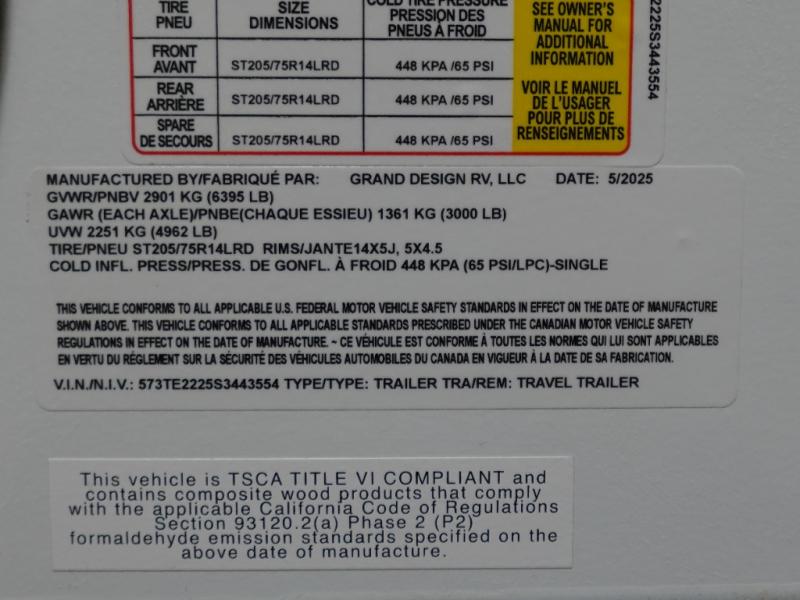 TIRE SIZE COLD TIRE PRESSURE
PNEU DIMENSIONS PRESSION DES
PNEUS À FROID
FRONT
AVANT ST205/75R14LRD 448 KPA /65 PSI
REAR
ARRIÈRE ST205/75R14LRD 448 KPA /65 PSI
SPARE
DE SECOURS ST205/75R14LRD 448 KPA /65 PSI
SEE OWNER'S
MANUAL FOR
ADDITIONAL
INFORMATION
VOIR LE MANUEL
DE L'USAGER
POUR PLUS DE
RENSEIGNEMENTS
2225S3443554
MANUFACTURED BY/FABRIQUÉ PAR: GRAND DESIGN RV, LLC DATE: 5/2025
GVWR/PNBV 2901 KG (6395 LB)
GAWR (EACH AXLE)/PNBE(CHAQUE ESSIEU) 1361 KG (3000 LB)
UVW 2251 KG (4962 LB)
TIRE/PNEU ST205/75R14LRD RIMS/JANTE14X5J, 5X4.5
COLD INFL. PRESS/PRESS. DE GONFL. À FROID 448 KPA (65 PSI/LPC)-SINGLE
THIS VEHICLE CONFORMS TO ALL APPLICABLE U.S. FEDERAL MOTOR VEHICLE SAFETY STANDARDS IN EFFECT ON THE DATE OF MANUFACTURE
SHOWN ABOVE. THIS VEHICLE CONFORMS TO ALL APPLICABLE STANDARDS PRESCRIBED UNDER THE CANADIAN MOTOR VEHICLE SAFETY
REGULATIONS IN EFFECT ON THE DATE OF MANUFACTURE. ~ CE VÉHICULE EST CONFORME À TOUTES LES NORMES QUI LUI SONT APPLICABLES
EN VERTU DU RÉGLEMENT SUR LA SÉCURITÉ DES VÉHICULES AUTOMOBILES DU CANADA EN VIGUEUR À LA DATE DE SA FABRICATION.
V.I.N./N.I.V.: 573TE2225S3443554 TYPE/TYPE: TRAILER TRA/REM: TRAVEL TRAILER
This vehicle is TSCA TITLE VI COMPLIANT and
contains composite wood products that comply
with the applicable California Code of Regulations
Section 93120.2(a) Phase 2 (P2)
formaldehyde emission standards specified on the
above date of manufacture.